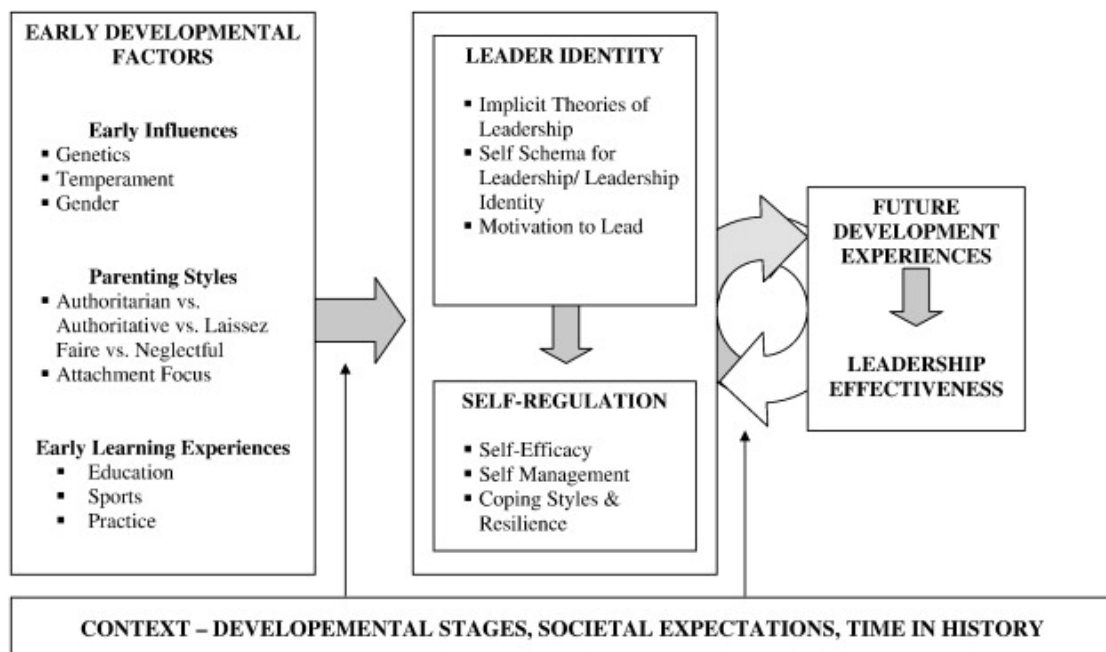 EARLY DEVELOPMENTAL
FACTORS
Early Influences
▪ Genetics
▪ Temperament
▪ Gender
Parenting Styles
▪ Authoritarian vs.
Authoritative vs. Laissez
Faire vs. Neglectful
▪ Attachment Focus
Early Learning Experiences
▪ Education
▪ Sports
▪ Practice
LEADER IDENTITY
▪ Implicit Theories of
Leadership
▪ Self Schema for
Leadership/ Leadership
Identity
▪ Motivation to Lead
SELF-REGULATION
▪ Self-Efficacy
▪ Self Management
▪ Coping Styles &
Resilience
FUTURE
DEVELOPMENT
EXPERIENCES
LEADERSHIP
EFFECTIVENESS
CONTEXT – DEVELOPEMENTAL STAGES, SOCIETAL EXPECTATIONS, TIME IN HISTORY